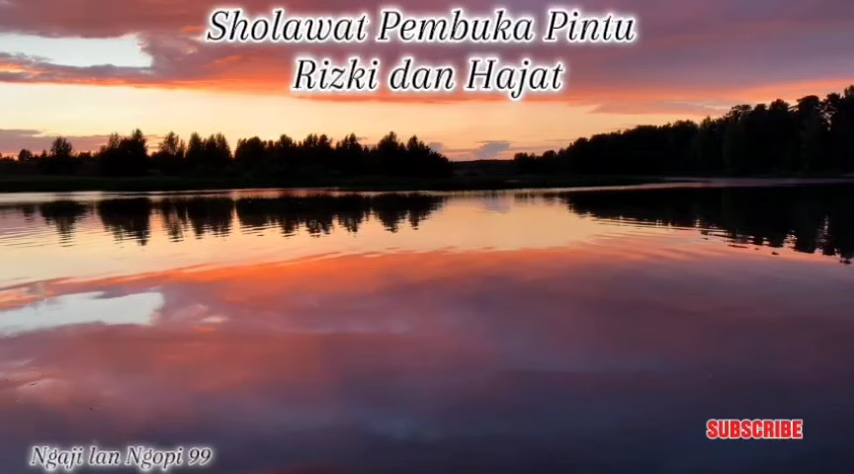 Sholawat Pembuka Pintu
Rizki dan Hajat
SUBSCRIBE
Ngaji lan Ngopi 99